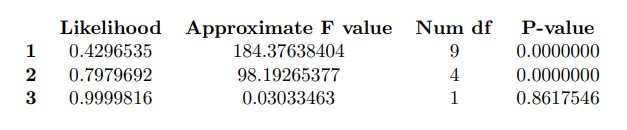 Likelihood Approximate F value Num df P-value
1 0.4296535 184.37638404 9 0.0000000
2 0.7979692 98.19265377 4 0.0000000
3 0.9999816 0.03033463 1 0.8617546